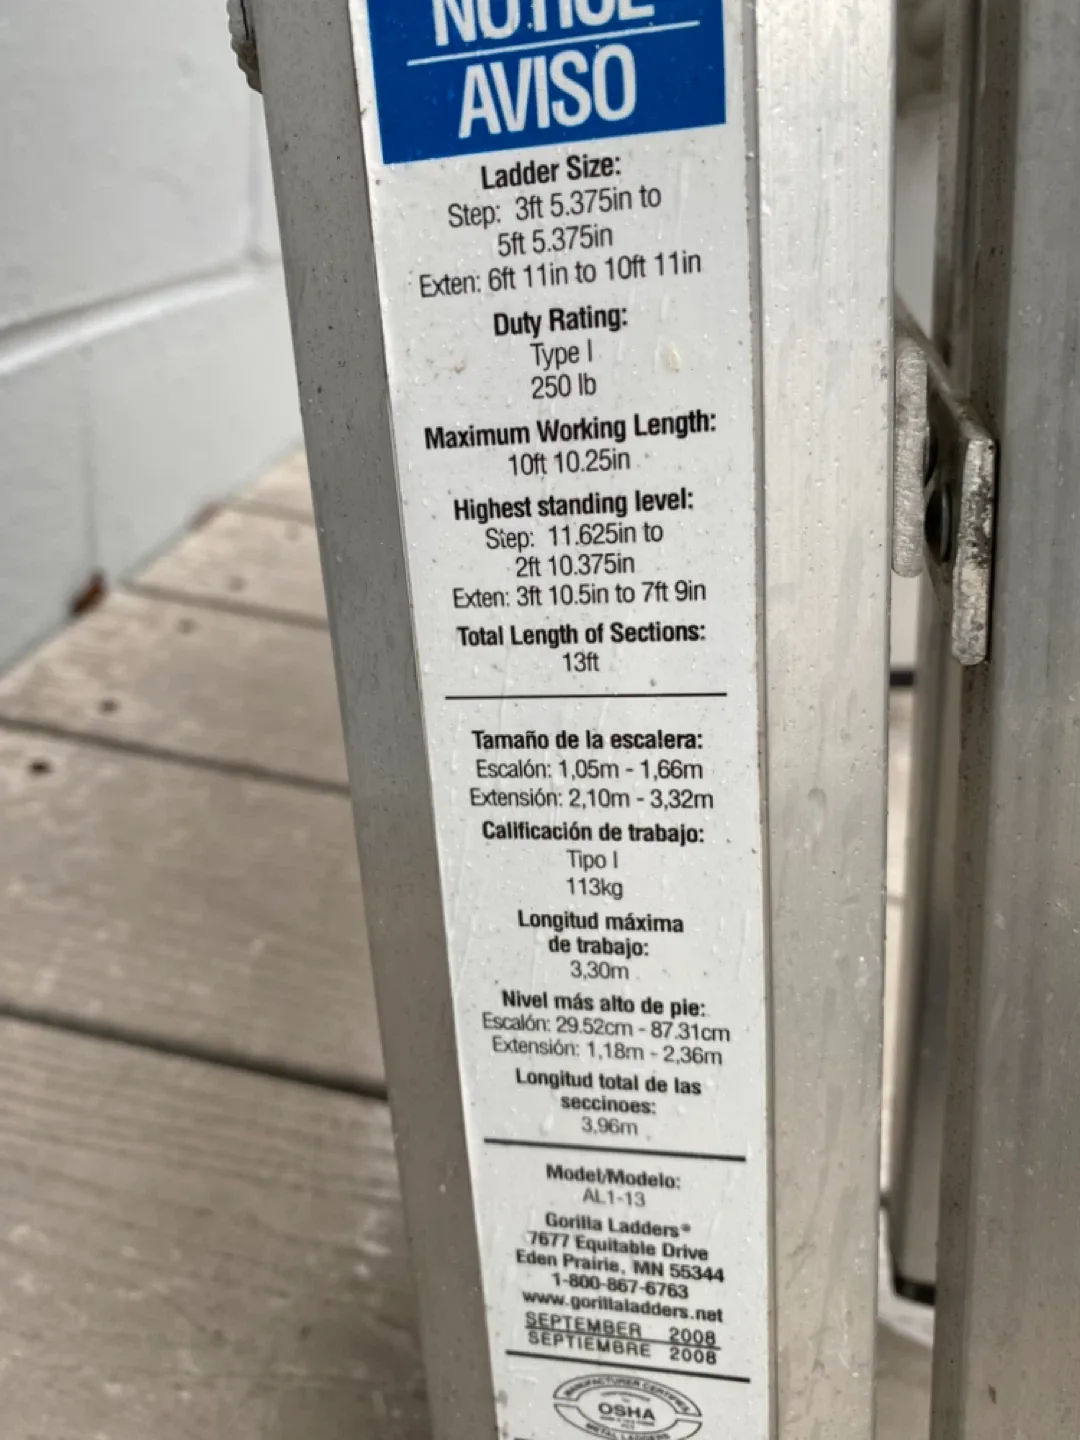 NOTICE
AVISO
Ladder Size:
Step: 3ft 5.375in to
5ft 5.375in
Exten: 6ft 11in to 10ft 11in
Duty Rating:
Type I
250 lb
Maximum Working Length:
10ft 10.25in
Highest standing level:
Step: 11.625in to
2ft 10.375in
Exten: 3ft 10.5in to 7ft 9in
Total Length of Sections:
13ft
Tamaño de la escalera:
Escalón: 1,05m - 1,66m
Extensión: 2,10m - 3,32m
Calificación de trabajo:
Tipo I
113kg
Longitud máxima
de trabajo:
3,30m
Nivel más alto de pie:
Escalón: 29.52cm - 87.31cm
Extensión: 1,18m - 2,36m
Longitud total de las
seccinoes:
3,96m
Model/Modelo:
AL1-13
Gorilla Ladders®
7677 Equitable Drive
Eden Prairie, MN 55344
1-800-867-6763
www.gorillaladders.net
SEPTEMBER 2008
SEPTIEMBRE 2008
MANUFACTURER CERTIFIES
OSHA
METAL LADDERS